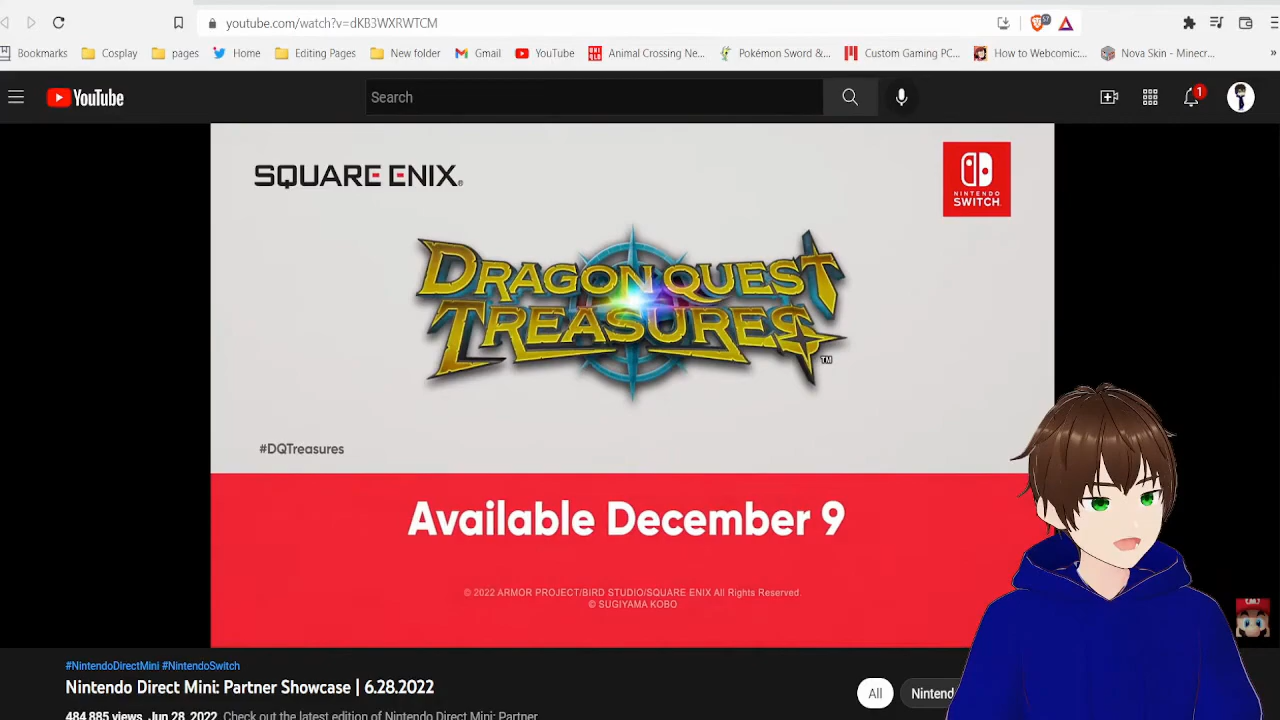 youtube.com/watch?v=dKB3WXRWTCM
57
Bookmarks Cosplay pages Home Editing Pages New folder Gmail YouTube Animal Crossing Ne... Pokémon Sword &... Custom Gaming PC... How to Webcomic:... Nova Skin - Minecr... »
YouTube Search 1
SQUARE ENIX®
NINTENDO
SWITCH
DRAGON QUEST
TREASURES
TM
#DQTreasures
Available December 9
© 2022 ARMOR PROJECT/BIRD STUDIO/SQUARE ENIX All Rights Reserved.
© SUGIYAMA KOBO
#NintendoDirectMini #NintendoSwitch
Nintendo Direct Mini: Partner Showcase | 6.28.2022
All Nintend
484,885 views Jun 28, 2022 Check out the latest edition of Nintendo Direct Mini: Partner